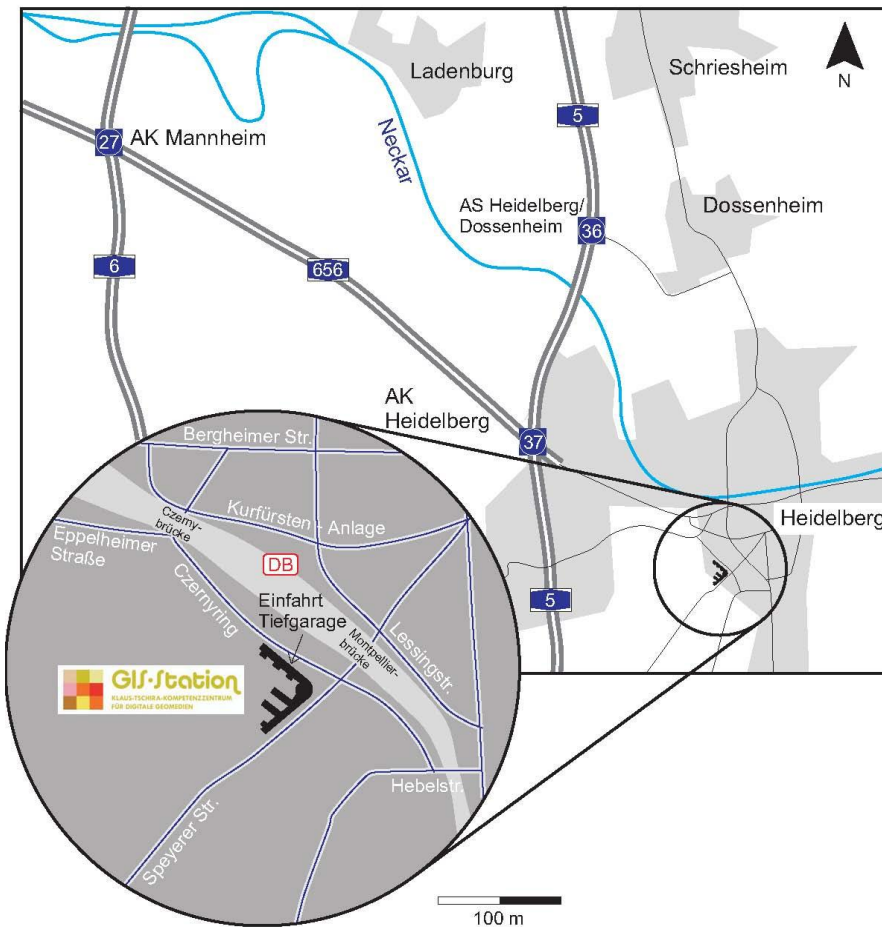 Ladenburg
Schriesheim
N
5
27
AK Mannheim
Neckar
AS Heidelberg/
Dossenheim
36
Dossenheim
6
656
AK
Heidelberg
37
Bergheimer Str.
Kurfürsten - Anlage
Czerny-
brücke
Eppelheimer
Straße
DB
Czernyring
Einfahrt
Tiefgarage
Montpellier-
brücke
Lessingstr.
GIS-Station
KLAUS-TSCHIRA-KOMPETENZZENTRUM
FÜR DIGITALE GEOMEDIEN
Hebelstr.
Speyerer Str.
Heidelberg
5
100 m